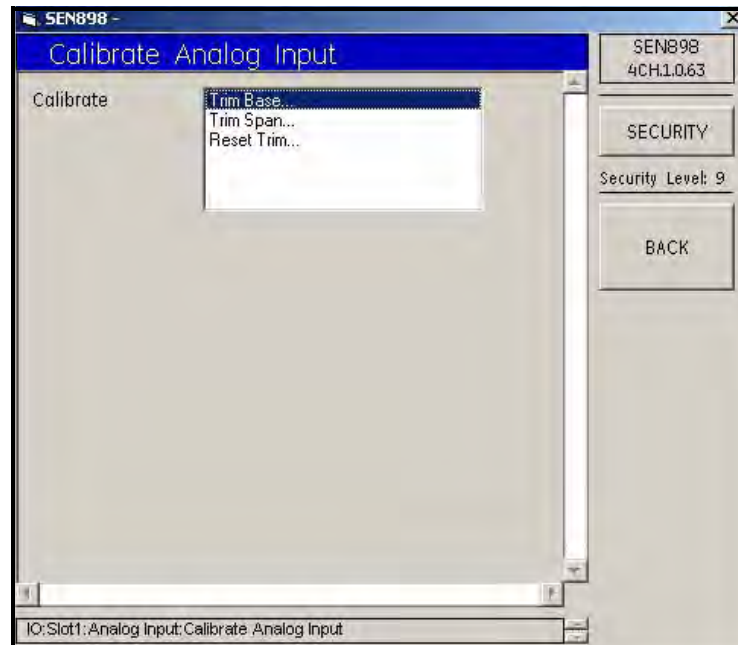 SEN898 -
Calibrate Analog Input
Calibrate
Trim Base...
Trim Span...
Reset Trim...
SEN898
4CH.1.0.63
SECURITY
Security Level: 9
BACK
IO:Slot1:Analog Input:Calibrate Analog Input